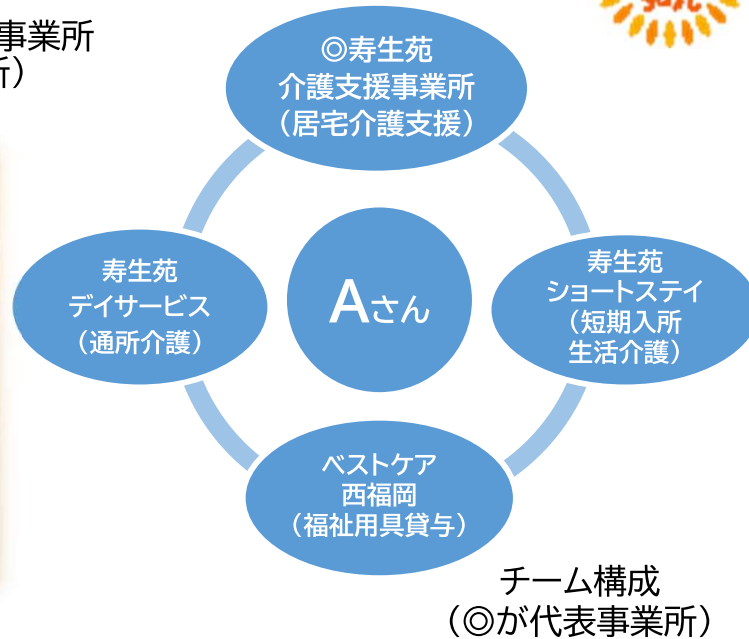 事業所
所）
◎寿生苑
介護支援事業所
（居宅介護支援）
寿生苑
デイサービス
（通所介護）
Aさん
寿生苑
ショートステイ
（短期入所
生活介護）
ベストケア
西福岡
（福祉用具貸与）
チーム構成
（◎が代表事業所）